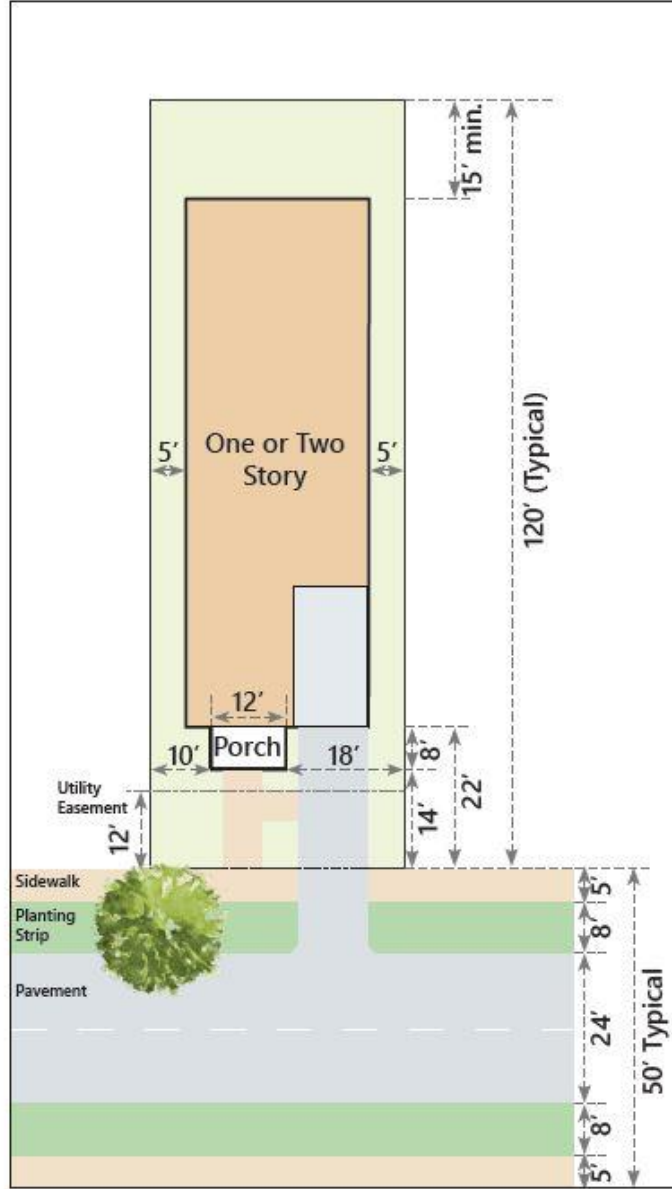 15’ min.
120’ (Typical)
5’
One or Two
Story
5’
12’
Porch
10’
18’
8’
22’
14’
Utility
Easement
12’
Sidewalk
5’
Planting
Strip
8’
Pavement
24’
50’ Typical
8’
5’